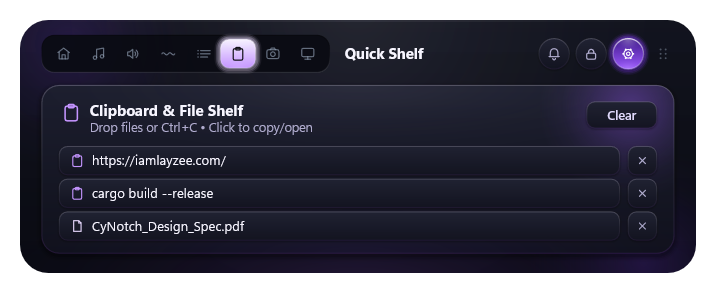 Quick Shelf
Clipboard & File Shelf
Drop files or Ctrl+C • Click to copy/open
Clear
https://iamlayzee.com/
cargo build --release
CyNotch_Design_Spec.pdf